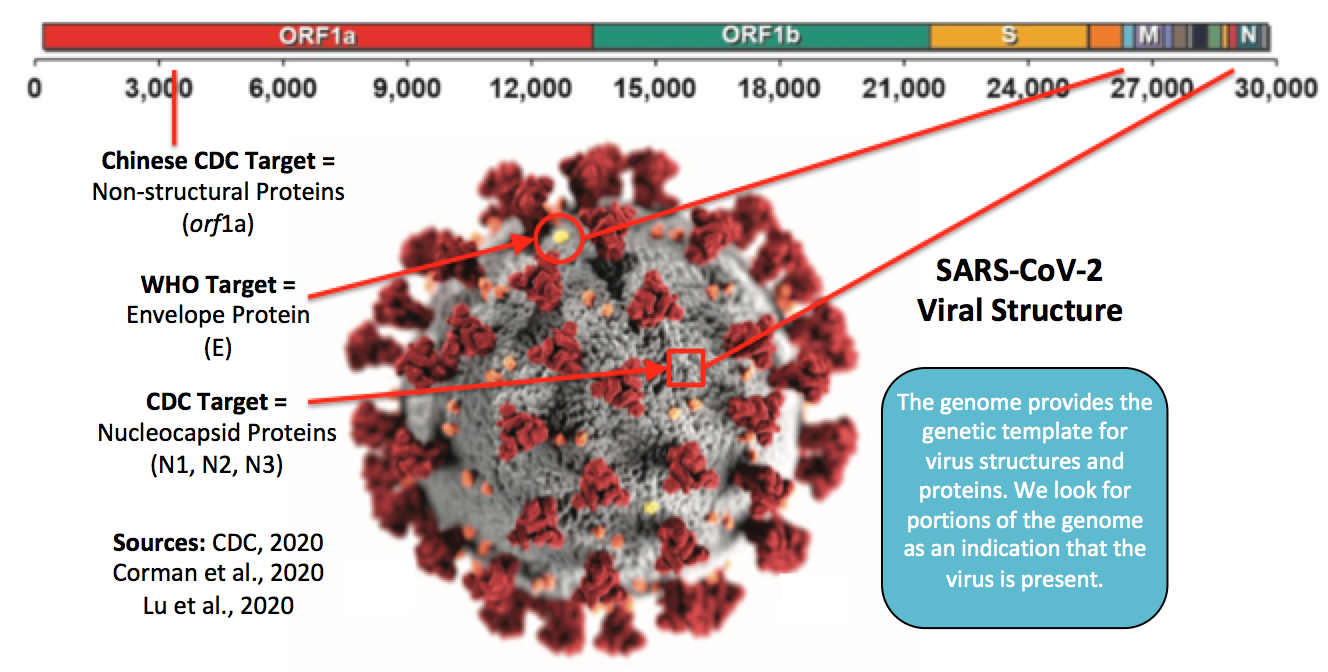 ORF1a ORF1b S M N
0 3,000 6,000 9,000 12,000 15,000 18,000 21,000 24,000 27,000 30,000
Chinese CDC Target =
Non-structural Proteins
(orf1a)
WHO Target =
Envelope Protein
(E)
CDC Target =
Nucleocapsid Proteins
(N1, N2, N3)
Sources: CDC, 2020
Corman et al., 2020
Lu et al., 2020
SARS-CoV-2
Viral Structure
The genome provides the
genetic template for
virus structures and
proteins. We look for
portions of the genome
as an indication that the
virus is present.